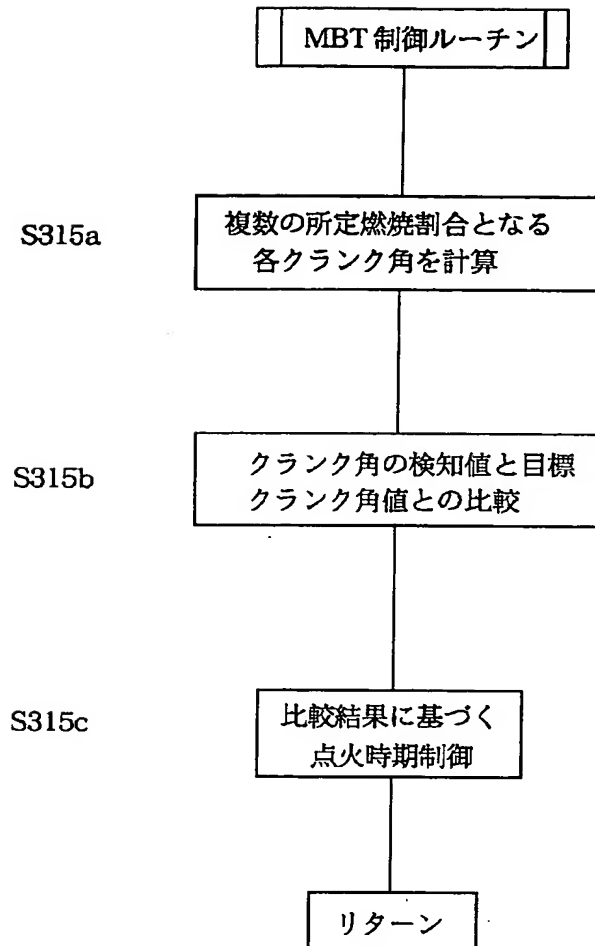 MBT 制御ルーチン
S315a
複数の所定燃焼割合となる
各クランク角を計算
S315b
クランク角の検知値と目標
クランク角値との比較
S315c
比較結果に基づく
点火時期制御
リターン